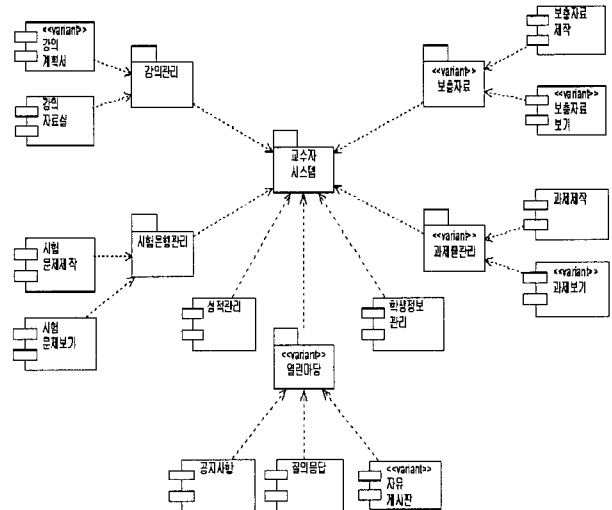 <<variant>>
강의
계획서
강의
자료실
강의관리
보충자료
제작
<<variant>>
보충자료
<<variant>>
보충자료
보기
교수자
시스템
시험
문제제작
시험은행관리
시험
문제보기
성적관리
학생정보
관리
과제제작
<<variant>>
과제물관리
<<variant>>
과제보기
<<variant>>
열린마당
공지사항
질의응답
<<variant>>
자유
게시판